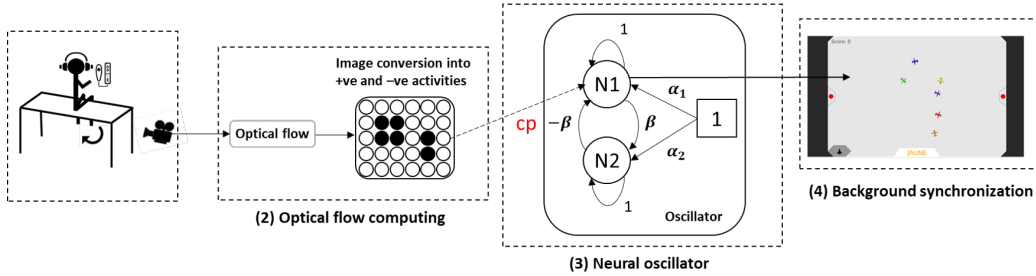 Optical flow
Image conversion into
+ve and –ve activities
(2) Optical flow computing
cp
1
N1
α1
-β
β
1
N2
α2
1
Oscillator
(3) Neural oscillator
Score: 0
JAUNE
(4) Background synchronization